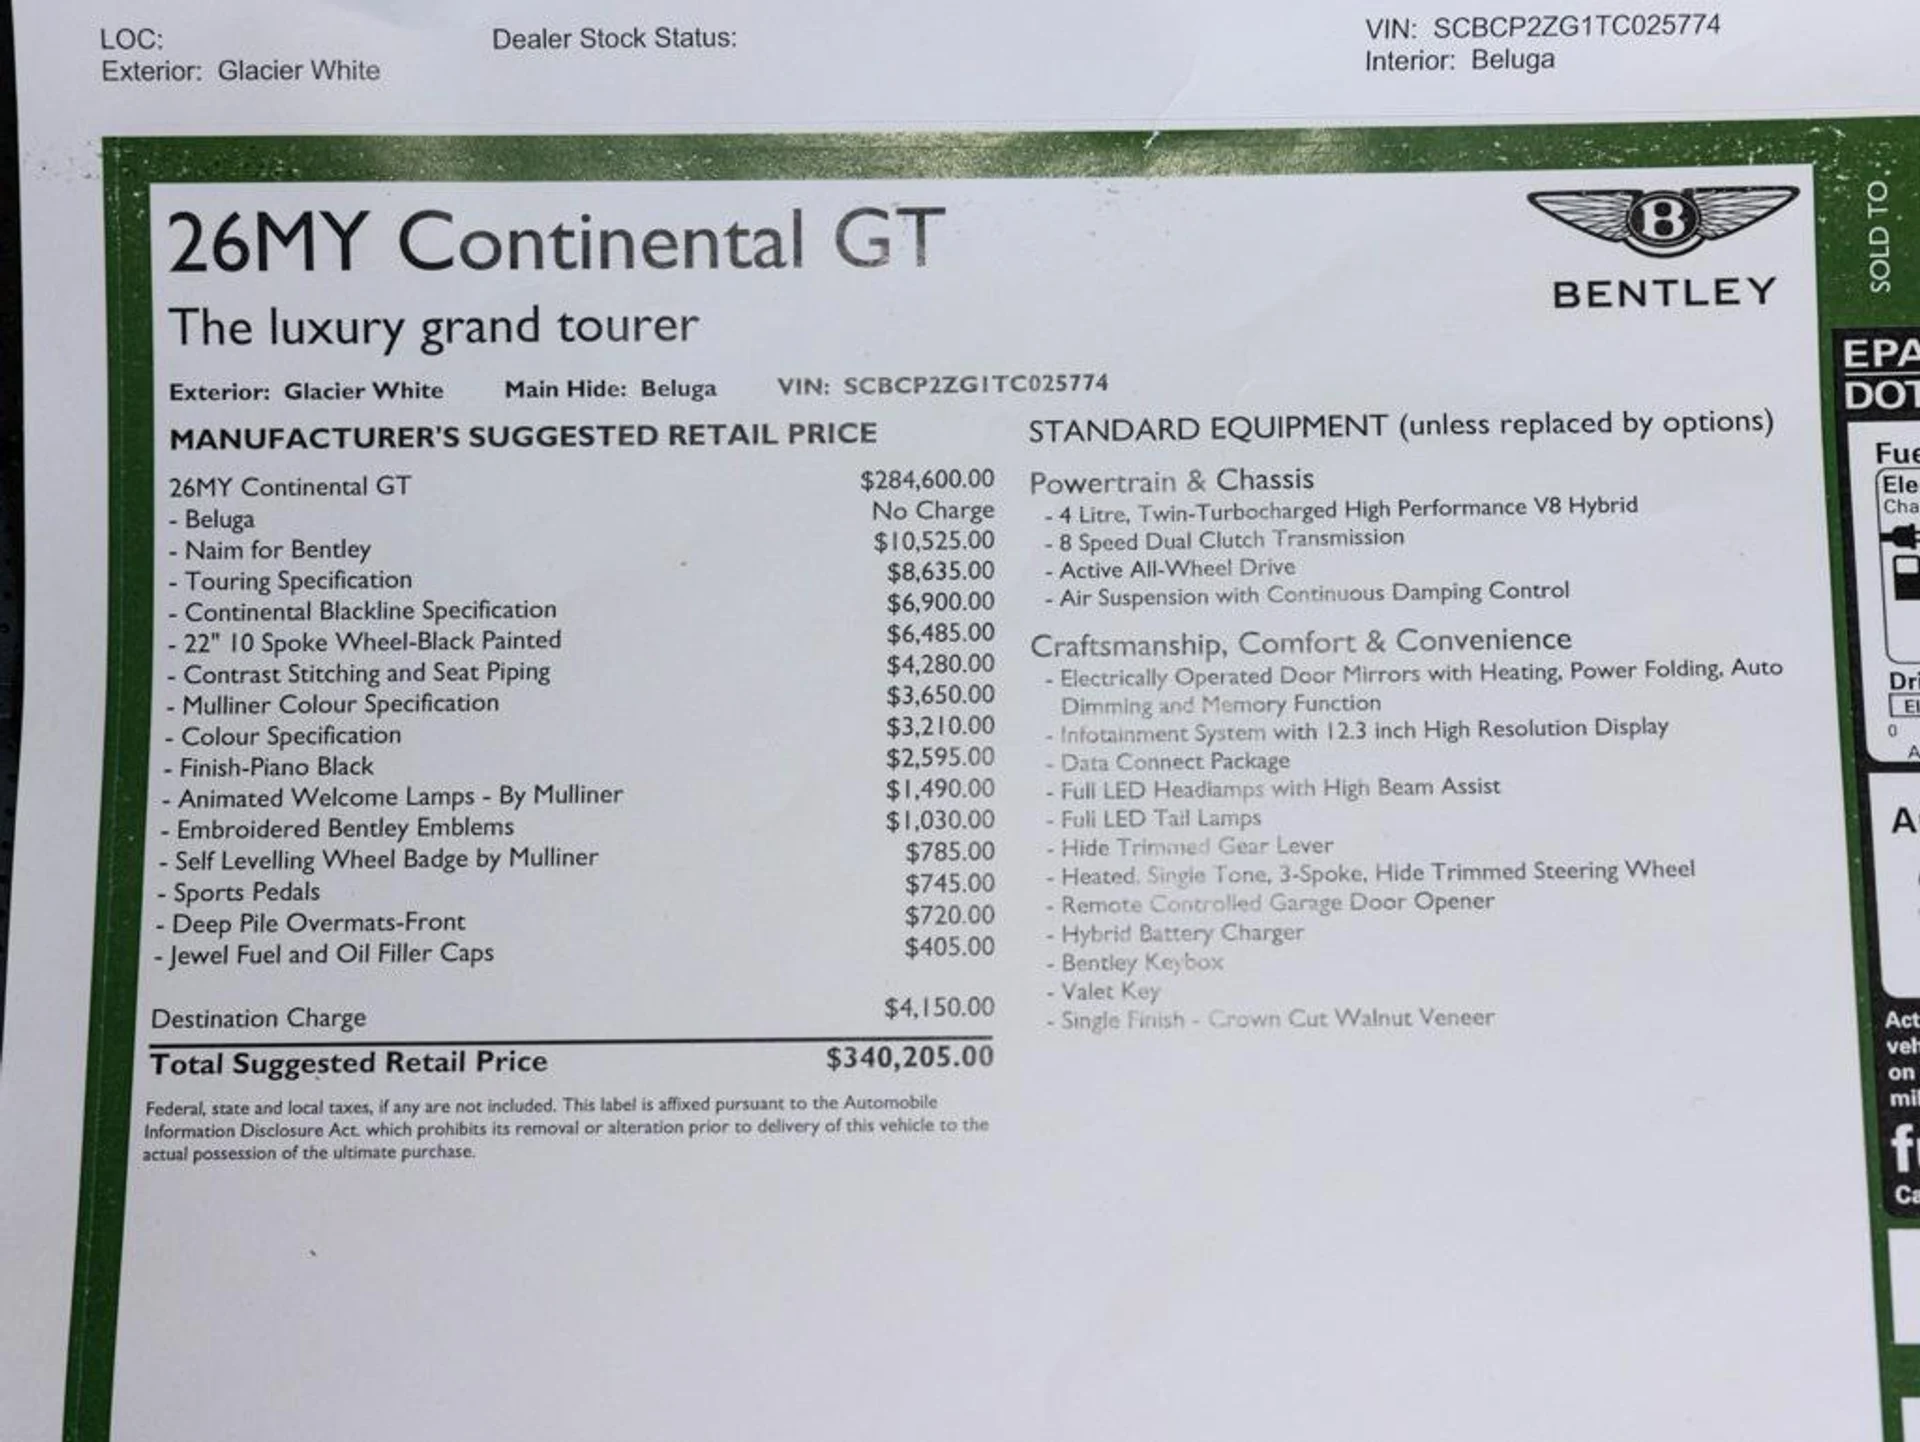 LOC:
Dealer Stock Status:
VIN: SCBCP2ZG1TC025774
Exterior: Glacier White
Interior: Beluga
26MY Continental GT
The luxury grand tourer
B
BENTLEY
Exterior: Glacier White Main Hide: Beluga VIN: SCBCP2ZG1TC025774
MANUFACTURER'S SUGGESTED RETAIL PRICE
26MY Continental GT $284,600.00
- Beluga No Charge
- Naim for Bentley $10,525.00
- Touring Specification $8,635.00
- Continental Blackline Specification $6,900.00
- 22" 10 Spoke Wheel-Black Painted $6,485.00
- Contrast Stitching and Seat Piping $4,280.00
- Mulliner Colour Specification $3,650.00
- Colour Specification $3,210.00
- Finish-Piano Black $2,595.00
- Animated Welcome Lamps - By Mulliner $1,490.00
- Embroidered Bentley Emblems $1,030.00
- Self Levelling Wheel Badge by Mulliner $785.00
- Sports Pedals $745.00
- Deep Pile Overmats-Front $720.00
- Jewel Fuel and Oil Filler Caps $405.00
Destination Charge $4,150.00
Total Suggested Retail Price $340,205.00
Federal, state and local taxes, if any are not included. This label is affixed pursuant to the Automobile
Information Disclosure Act. which prohibits its removal or alteration prior to delivery of this vehicle to the
actual possession of the ultimate purchase.
STANDARD EQUIPMENT (unless replaced by options)
Powertrain & Chassis
- 4 Litre, Twin-Turbocharged High Performance V8 Hybrid
- 8 Speed Dual Clutch Transmission
- Active All-Wheel Drive
- Air Suspension with Continuous Damping Control
Craftsmanship, Comfort & Convenience
- Electrically Operated Door Mirrors with Heating, Power Folding, Auto
Dimming and Memory Function
- Infotainment System with 12.3 inch High Resolution Display
- Data Connect Package
- Full LED Headlamps with High Beam Assist
- Full LED Tail Lamps
- Hide Trimmed Gear Lever
- Heated, Single Tone, 3-Spoke, Hide Trimmed Steering Wheel
- Remote Controlled Garage Door Opener
- Hybrid Battery Charger
- Bentley Keybox
- Valet Key
- Single Finish - Crown Cut Walnut Veneer
SOLD TO
EPA
DOT
Fue
Ele
Cha
Dri
El
0
A
A
Act
veh
on
mil
f
Ca